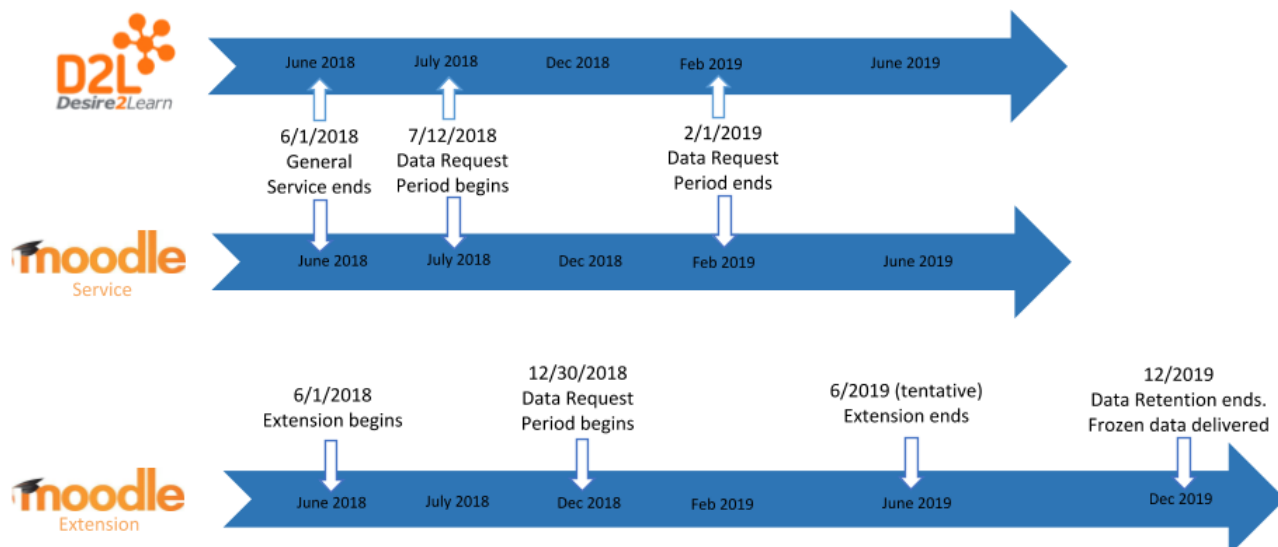 D2L
Desire2Learn
June 2018
July 2018
Dec 2018
Feb 2019
June 2019
6/1/2018
General
Service ends
7/12/2018
Data Request
Period begins
2/1/2019
Data Request
Period ends
moodle
Service
June 2018
July 2018
Dec 2018
Feb 2019
June 2019
6/1/2018
Extension begins
12/30/2018
Data Request
Period begins
6/2019 (tentative)
Extension ends
12/2019
Data Retention ends.
Frozen data delivered
moodle
Extension
June 2018
July 2018
Dec 2018
Feb 2019
June 2019
Dec 2019